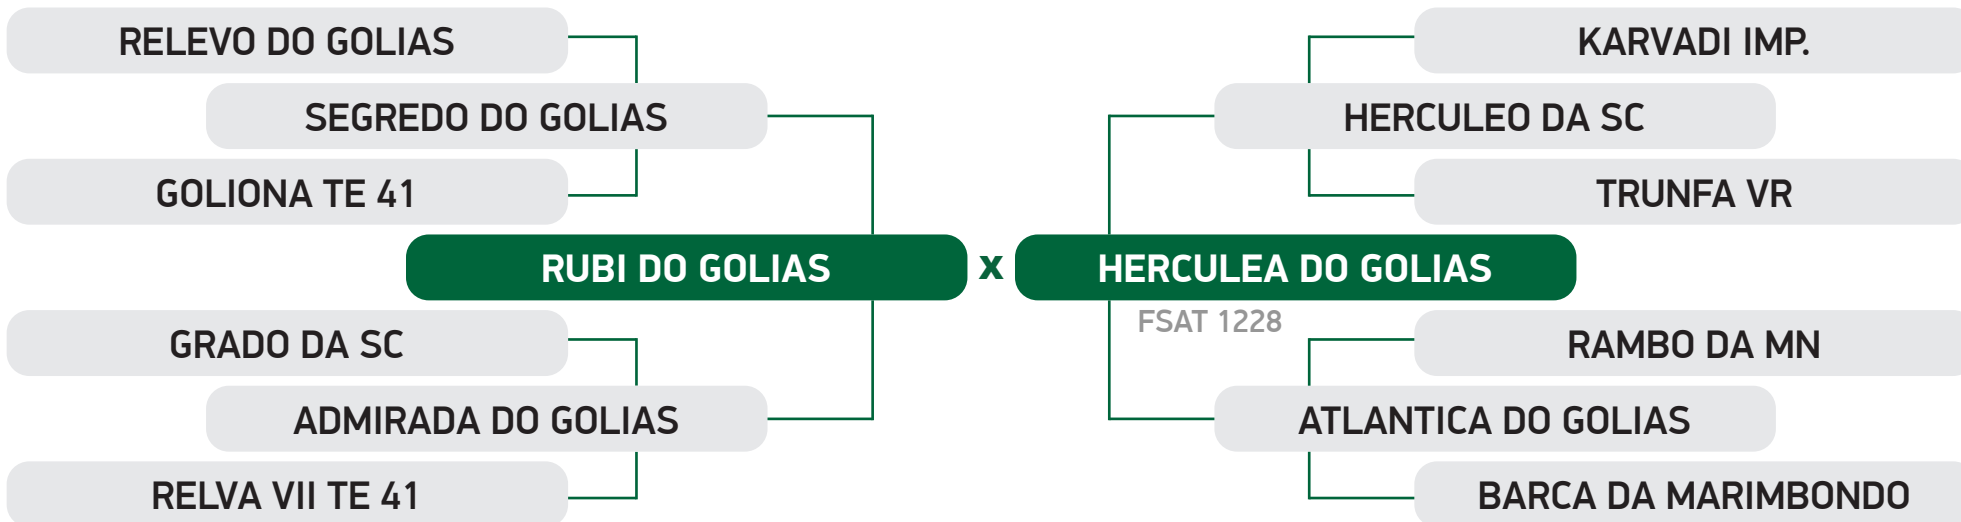 RELEVO DO GOLIAS
KARVADI IMP.
SEGREDO DO GOLIAS
HERCULEO DA SC
GOLIONA TE 41
TRUNFA VR
RUBI DO GOLIAS x HERCULEA DO GOLIAS
FSAT 1228
GRADO DA SC
RAMBO DA MN
ADMIRADA DO GOLIAS
ATLANTICA DO GOLIAS
RELVA VII TE 41
BARCA DA MARIMBONDO